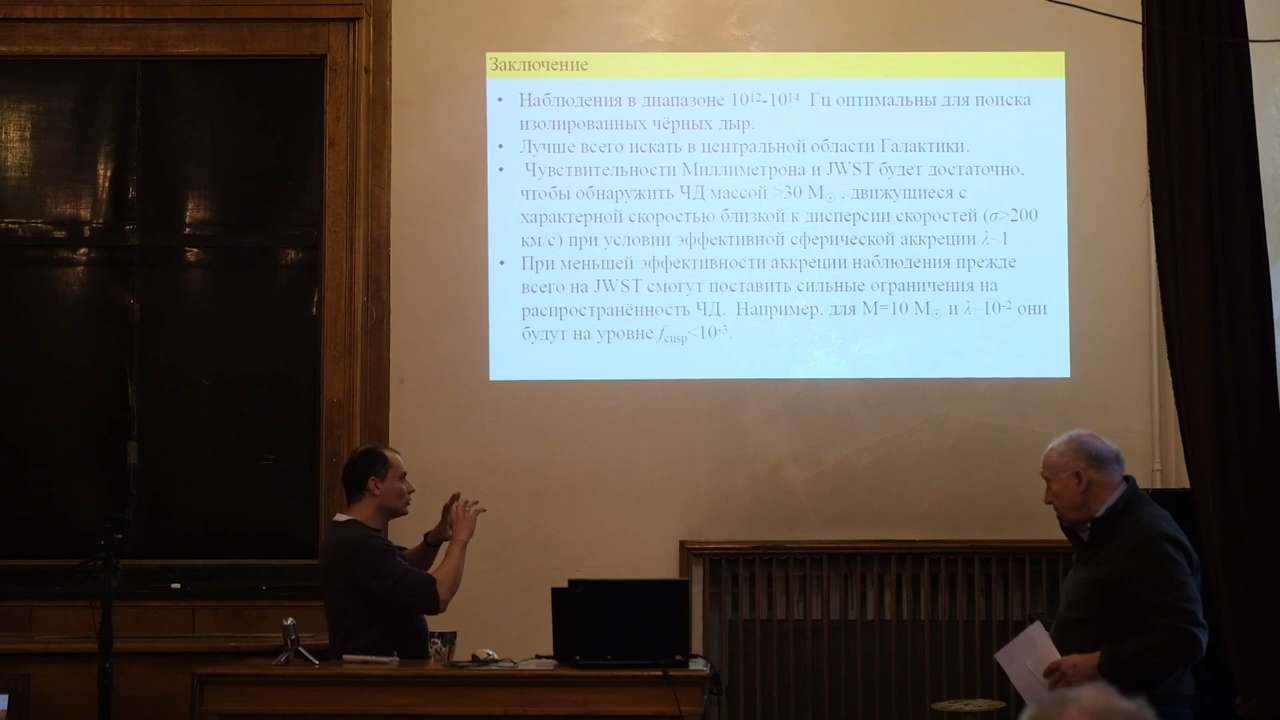 Заключение
• Наблюдения в диапазоне 10¹²-10¹⁴ Гц оптимальны для поиска
изолированных чёрных дыр.
• Лучше всего искать в центральной области Галактики.
• Чувствительности Миллиметрона и JWST будет достаточно,
чтобы обнаружить ЧД массой >30 M☉ , движущиеся с
характерной скоростью близкой к дисперсии скоростей (σ>200
км/с) при условии эффективной сферической аккреции λ~1
• При меньшей эффективности аккреции наблюдения прежде
всего на JWST смогут поставить сильные ограничения на
распространённость ЧД. Например, для M=10 M☉ и λ~10⁻² они
будут на уровне fcusp<10⁻³.